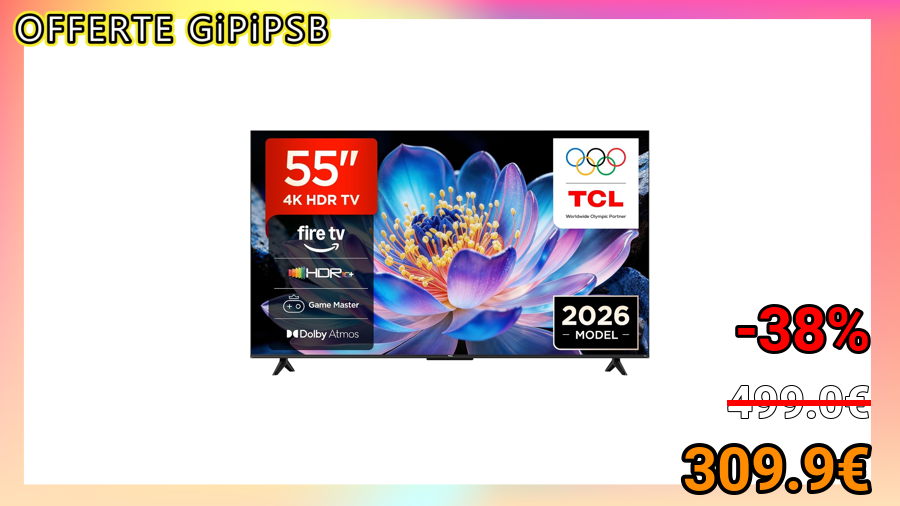 OFFERTE GiPiPSB
55"
4K HDR TV
fire tv
HDR10+
Game Master
Dolby Atmos
TCL
Worldwide Olympic Partner
2026
MODEL
-38%
499.0€
309.9€